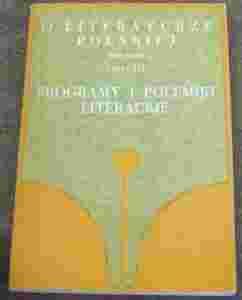 O LITERATURZE
POLSKIEJ
PROGRAMY I POLEMIKI
LITERACKIE